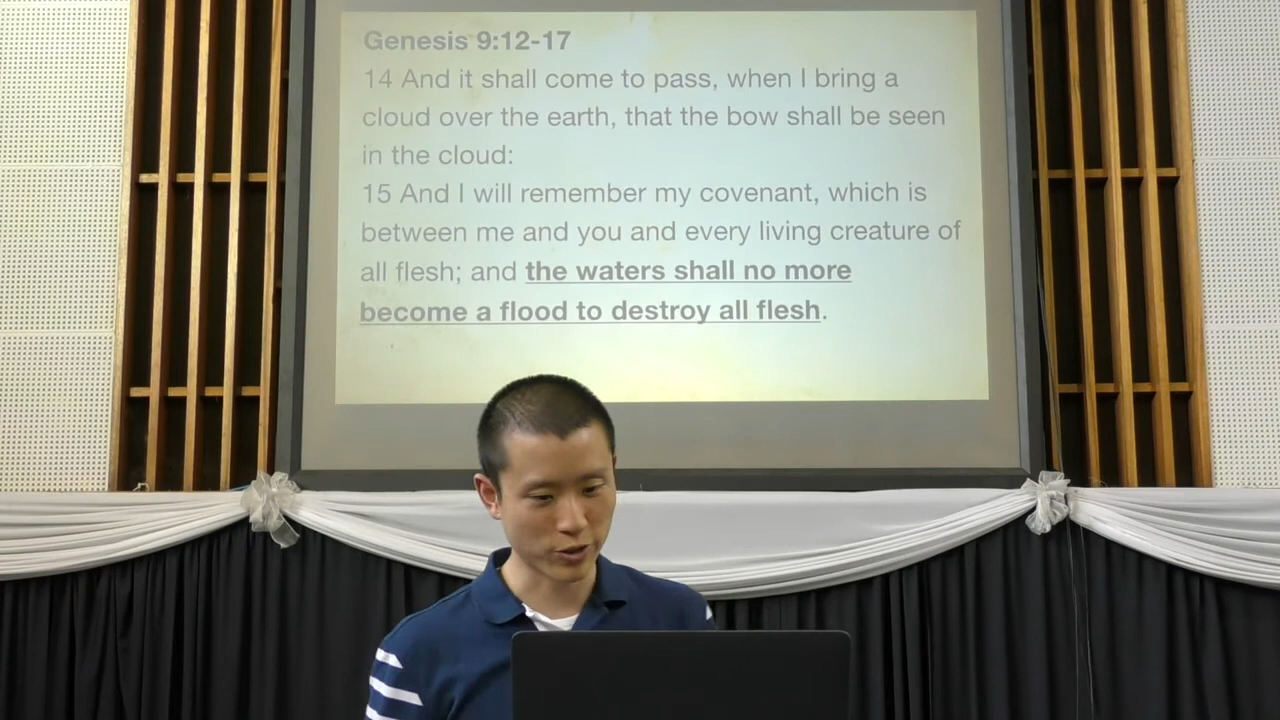 Genesis 9:12-17
14 And it shall come to pass, when I bring a
cloud over the earth, that the bow shall be seen
in the cloud:
15 And I will remember my covenant, which is
between me and you and every living creature of
all flesh; and the waters shall no more
become a flood to destroy all flesh.